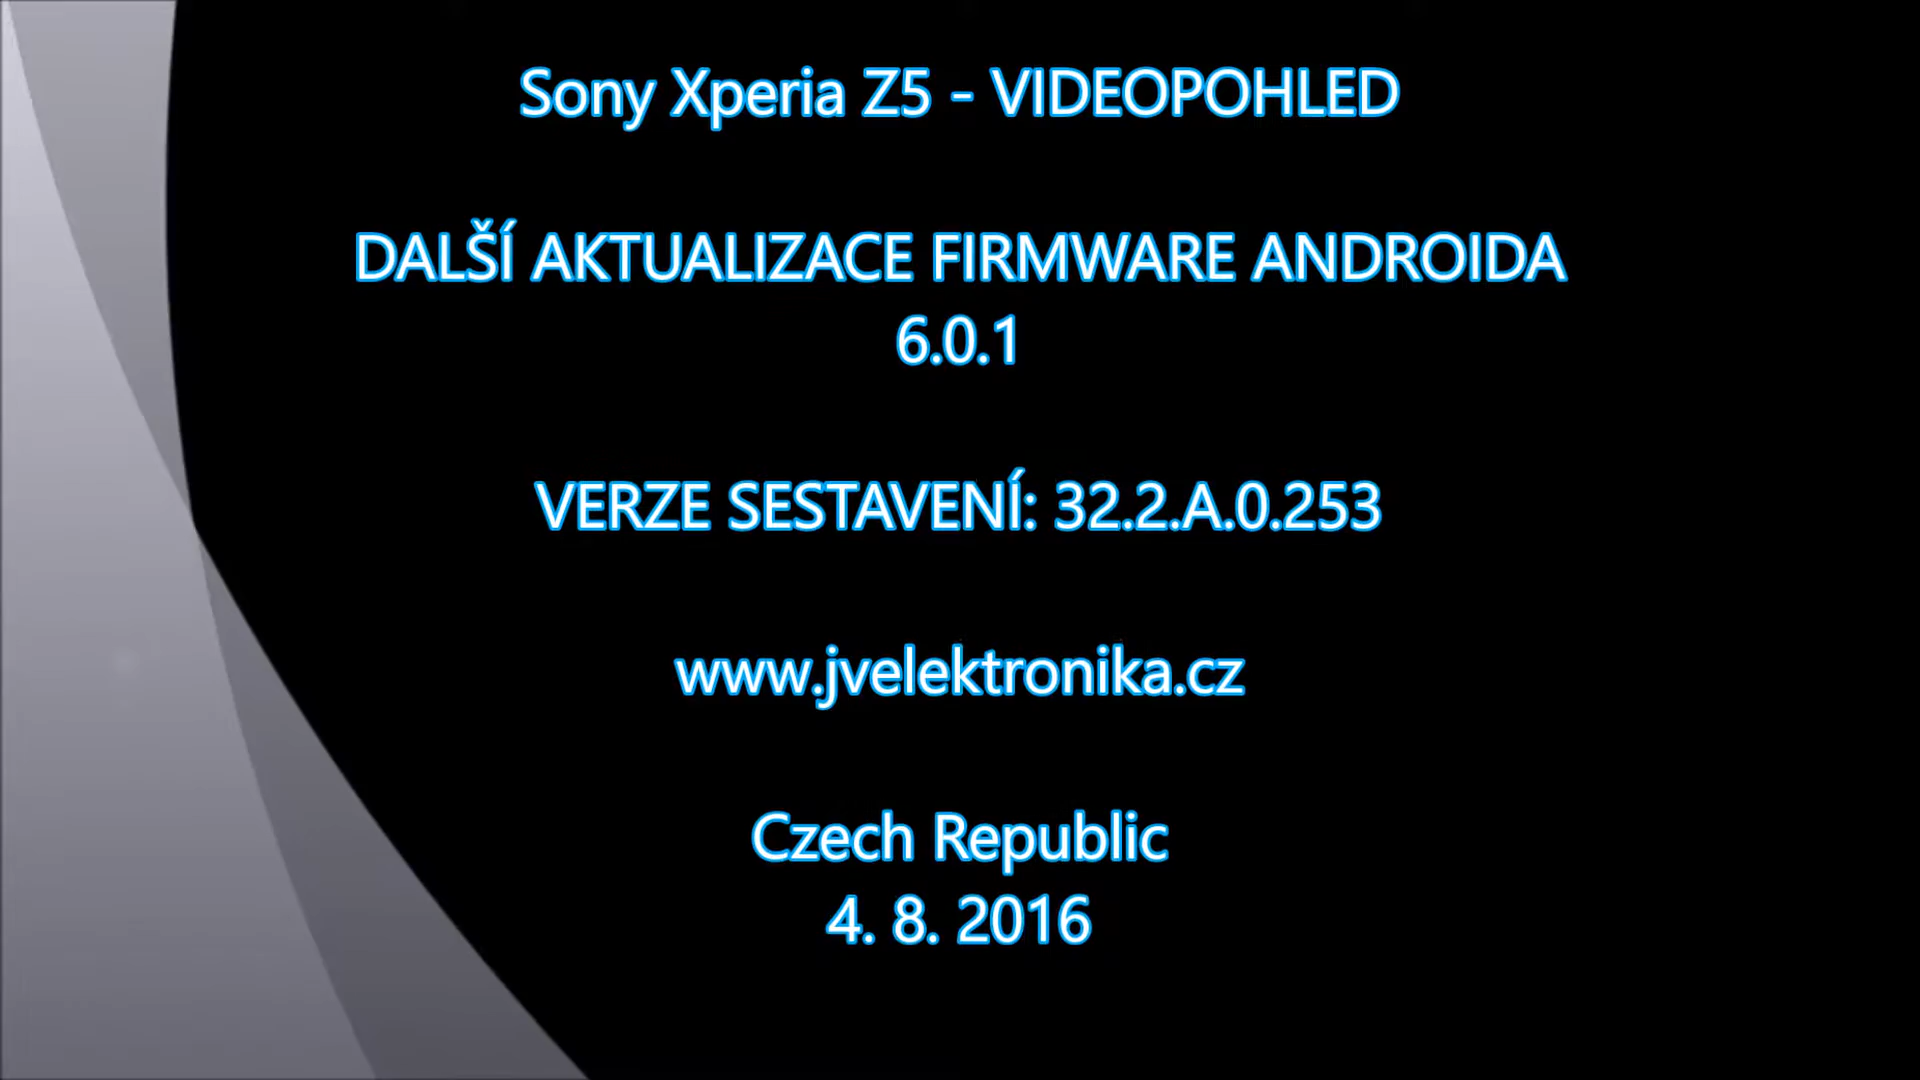 Sony Xperia Z5 - VIDEOPOHLED
DALŠÍ AKTUALIZACE FIRMWARE ANDROIDA
6.0.1
VERZE SESTAVENÍ: 32.2.A.0.253
www.jvelektronika.cz
Czech Republic
4. 8. 2016